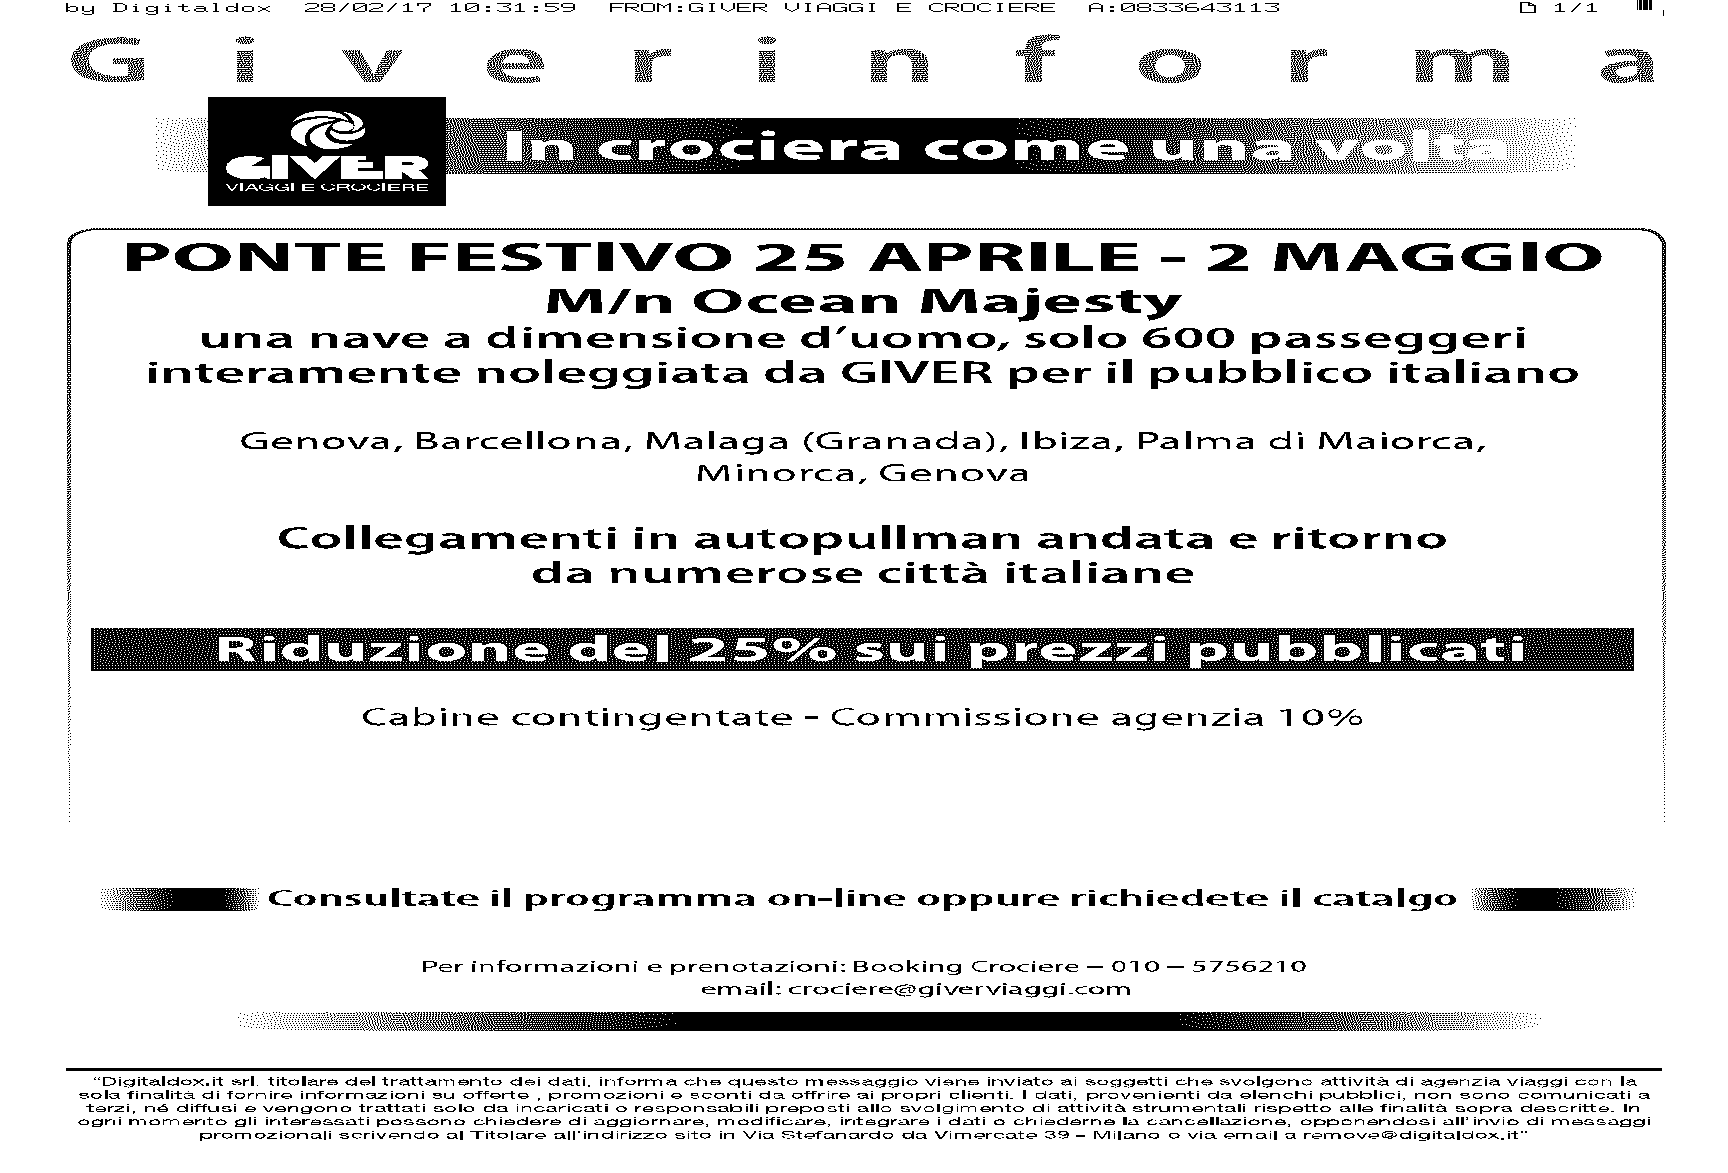 by Digitaldox 28/02/17 10:31:59 FROM:GIVER VIAGGI E CROCIERE A:0833643113 1/1
Giverinforma
GIVER
VIAGGI E CROCIERE
In crociera come una volta
PONTE FESTIVO 25 APRILE - 2 MAGGIO
M/n Ocean Majesty
una nave a dimensione d’uomo, solo 600 passeggeri
interamente noleggiata da GIVER per il pubblico italiano
Genova, Barcellona, Malaga (Granada), Ibiza, Palma di Maiorca,
Minorca, Genova
Collegamenti in autopullman andata e ritorno
da numerose città italiane
Riduzione del 25% sui prezzi pubblicati
Cabine contingentate - Commissione agenzia 10%
Consultate il programma on-line oppure richiedete il catalgo
Per informazioni e prenotazioni: Booking Crociere – 010 – 5756210
email: crociere@giverviaggi.com
“Digitaldox.it srl. titolare del trattamento dei dati, informa che questo messaggio viene inviato ai soggetti che svolgono attività di agenzia viaggi con la
sola finalità di fornire informazioni su offerte , promozioni e sconti da offrire ai propri clienti. I dati, provenienti da elenchi pubblici, non sono comunicati a
terzi, né diffusi e vengono trattati solo da incaricati o responsabili preposti allo svolgimento di attività strumentali rispetto alle finalità sopra descritte. In
ogni momento gli interessati possono chiedere di aggiornare, modificare, integrare i dati o chiederne la cancellazione, opponendosi all’invio di messaggi
promozionali scrivendo al Titolare all’indirizzo sito in Via Stefanardo da Vimercate 39 – Milano o via email a remove@digitaldox.it”